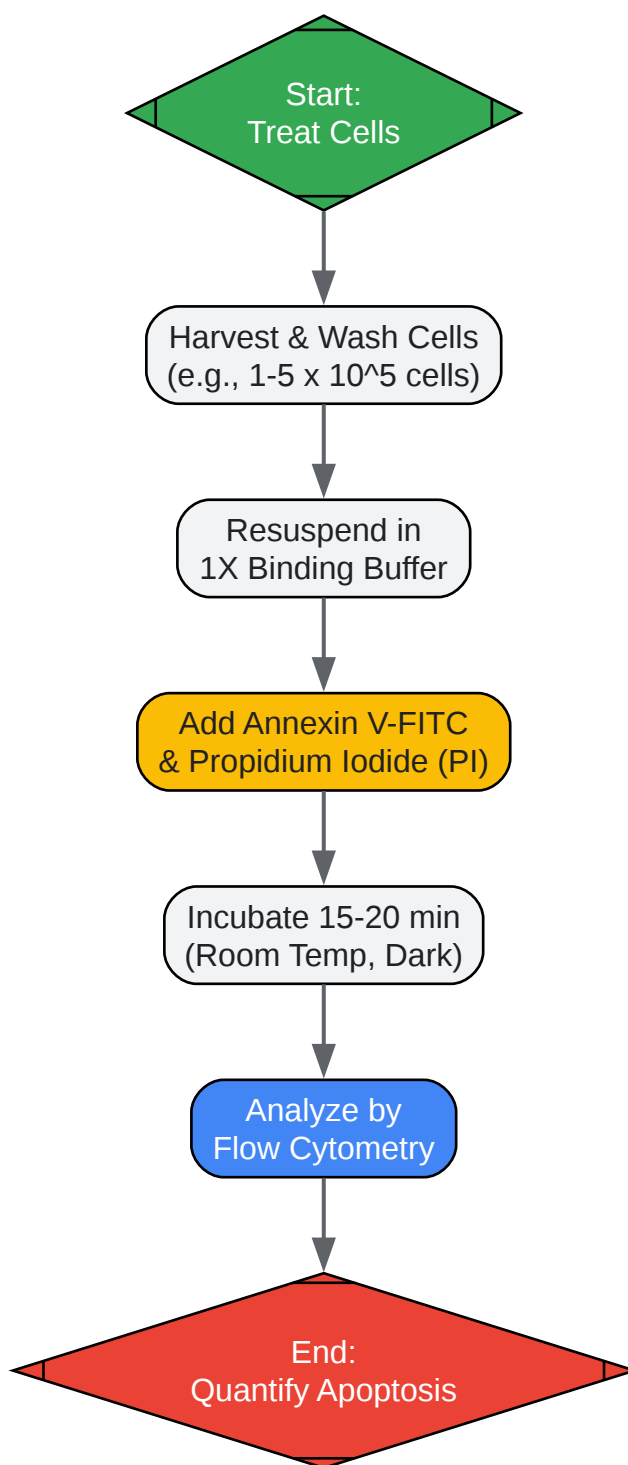 Start:
Treat Cells
Harvest & Wash Cells
(e.g., 1-5 x 10^5 cells)
Resuspend in
1X Binding Buffer
Add Annexin V-FITC
& Propidium Iodide (PI)
Incubate 15-20 min
(Room Temp, Dark)
Analyze by
Flow Cytometry
End:
Quantify Apoptosis